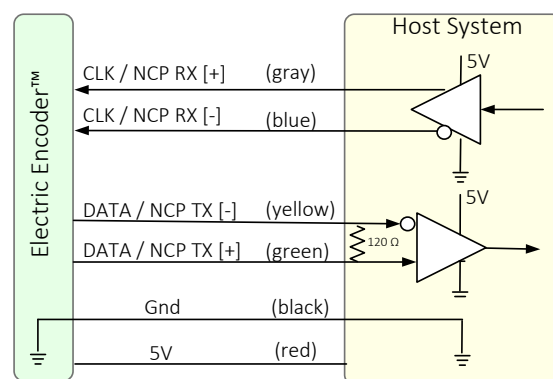 Host System
Electric Encoder™
5V
CLK / NCP RX [+] (gray)
CLK / NCP RX [-] (blue)
5V
DATA / NCP TX [-] (yellow)
120 Ω
DATA / NCP TX [+] (green)
Gnd (black)
5V (red)